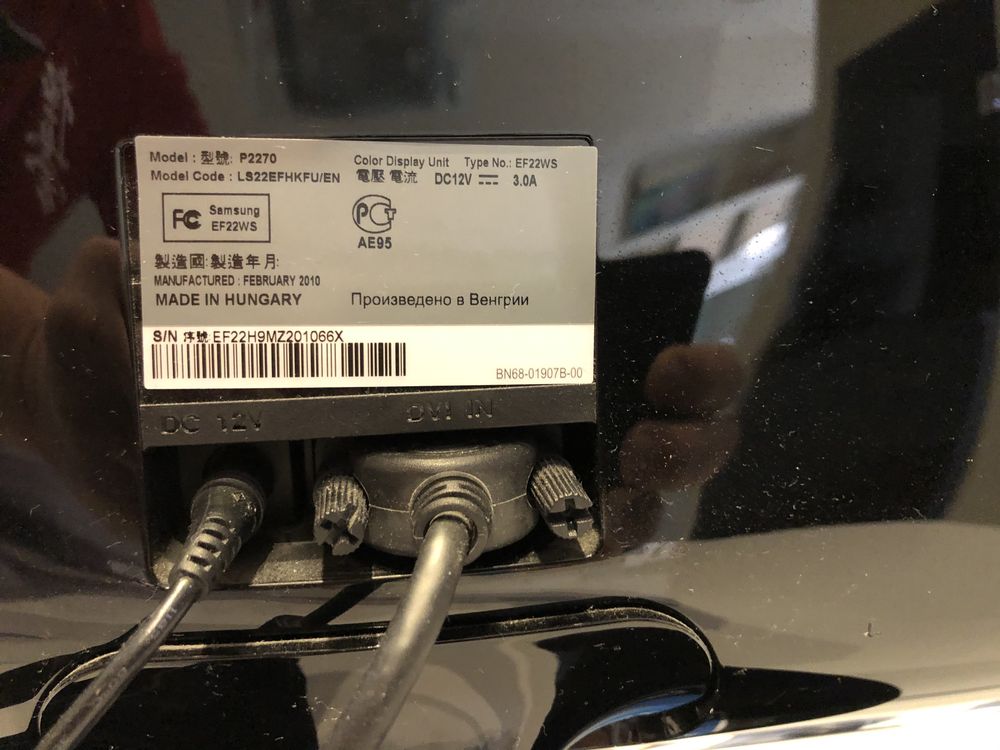 Model : 型號: P2270
Model Code : LS22EFHKFU/EN
Color Display Unit Type No.: EF22WS
電壓 電流 DC12V 3.0A
FC Samsung
EF22WS
PCT
AE95
製造國: 製造年月:
MANUFACTURED : FEBRUARY 2010
MADE IN HUNGARY
Произведено в Венгрии
S/N 序號 EF22H9MZ201066X
BN68-01907B-00
DC 12V
DVI IN